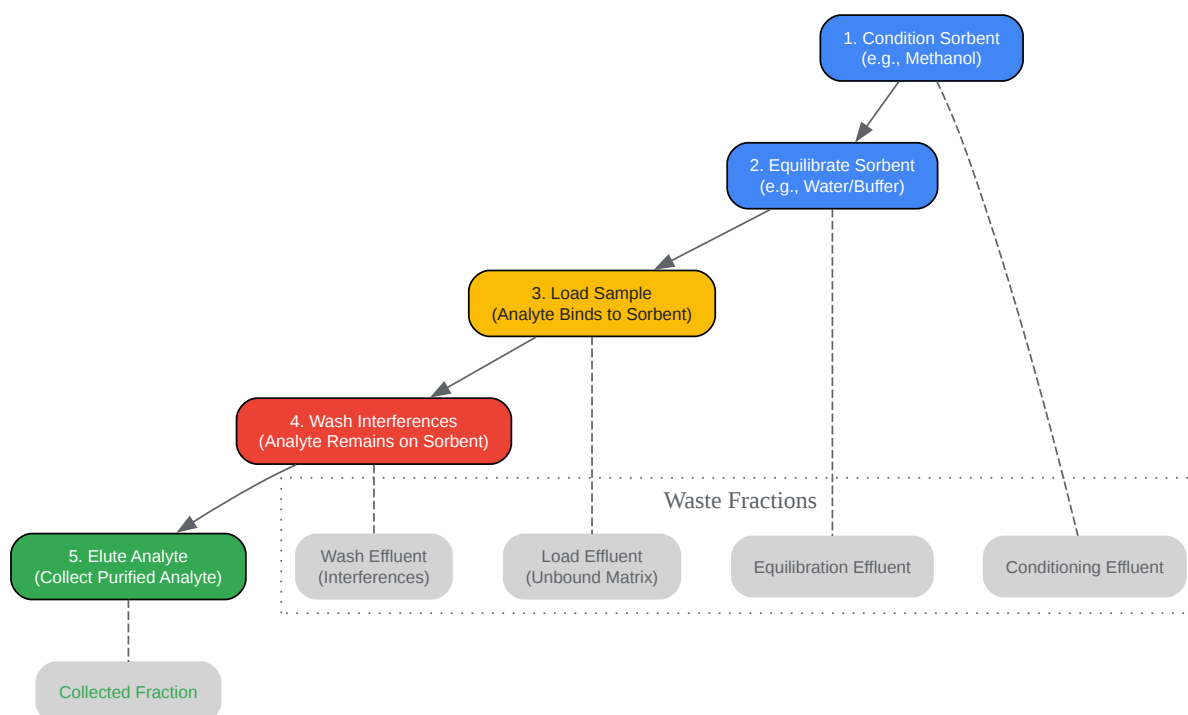 1. Condition Sorbent
(e.g., Methanol)
2. Equilibrate Sorbent
(e.g., Water/Buffer)
3. Load Sample
(Analyte Binds to Sorbent)
4. Wash Interferences
(Analyte Remains on Sorbent)
Waste Fractions
5. Elute Analyte
(Collect Purified Analyte)
Wash Effluent
(Interferences)
Load Effluent
(Unbound Matrix)
Equilibration Effluent
Conditioning Effluent
Collected Fraction